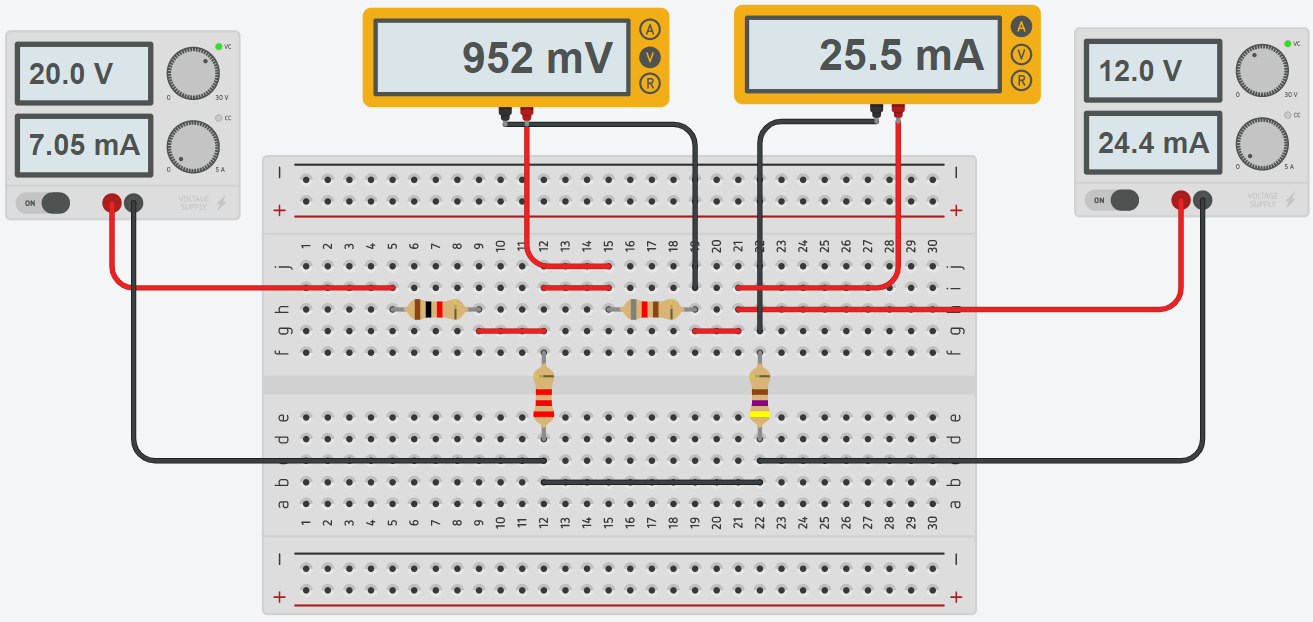 20.0 V
VC
0
30 V
7.05 mA
CC
0
5 A
ON
VOLTAGE
SUPPLY
952 mV
A
V
R
25.5 mA
A
V
R
12.0 V
VC
0
30 V
24.4 mA
CC
0
5 A
ON
VOLTAGE
SUPPLY
+ +
1 2 3 4 5 6 7 8 9 10 11 12 13 14 15 16 17 18 19 20 21 22 23 24 25 26 27 28 29 30
j j
i i
h h
g g
f f
e e
d d
c c
b b
a a
1 2 3 4 5 6 7 8 9 10 11 12 13 14 15 16 17 18 19 20 21 22 23 24 25 26 27 28 29 30
+ +